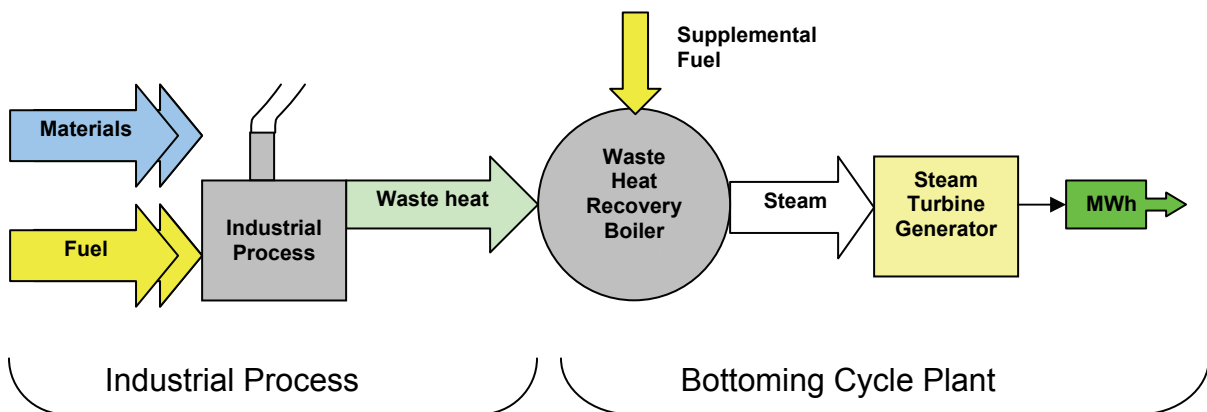 Supplemental
Fuel
Materials
Fuel
Industrial
Process
Waste heat
Waste
Heat
Recovery
Boiler
Steam
Steam
Turbine
Generator
MWh
Industrial Process
Bottoming Cycle Plant